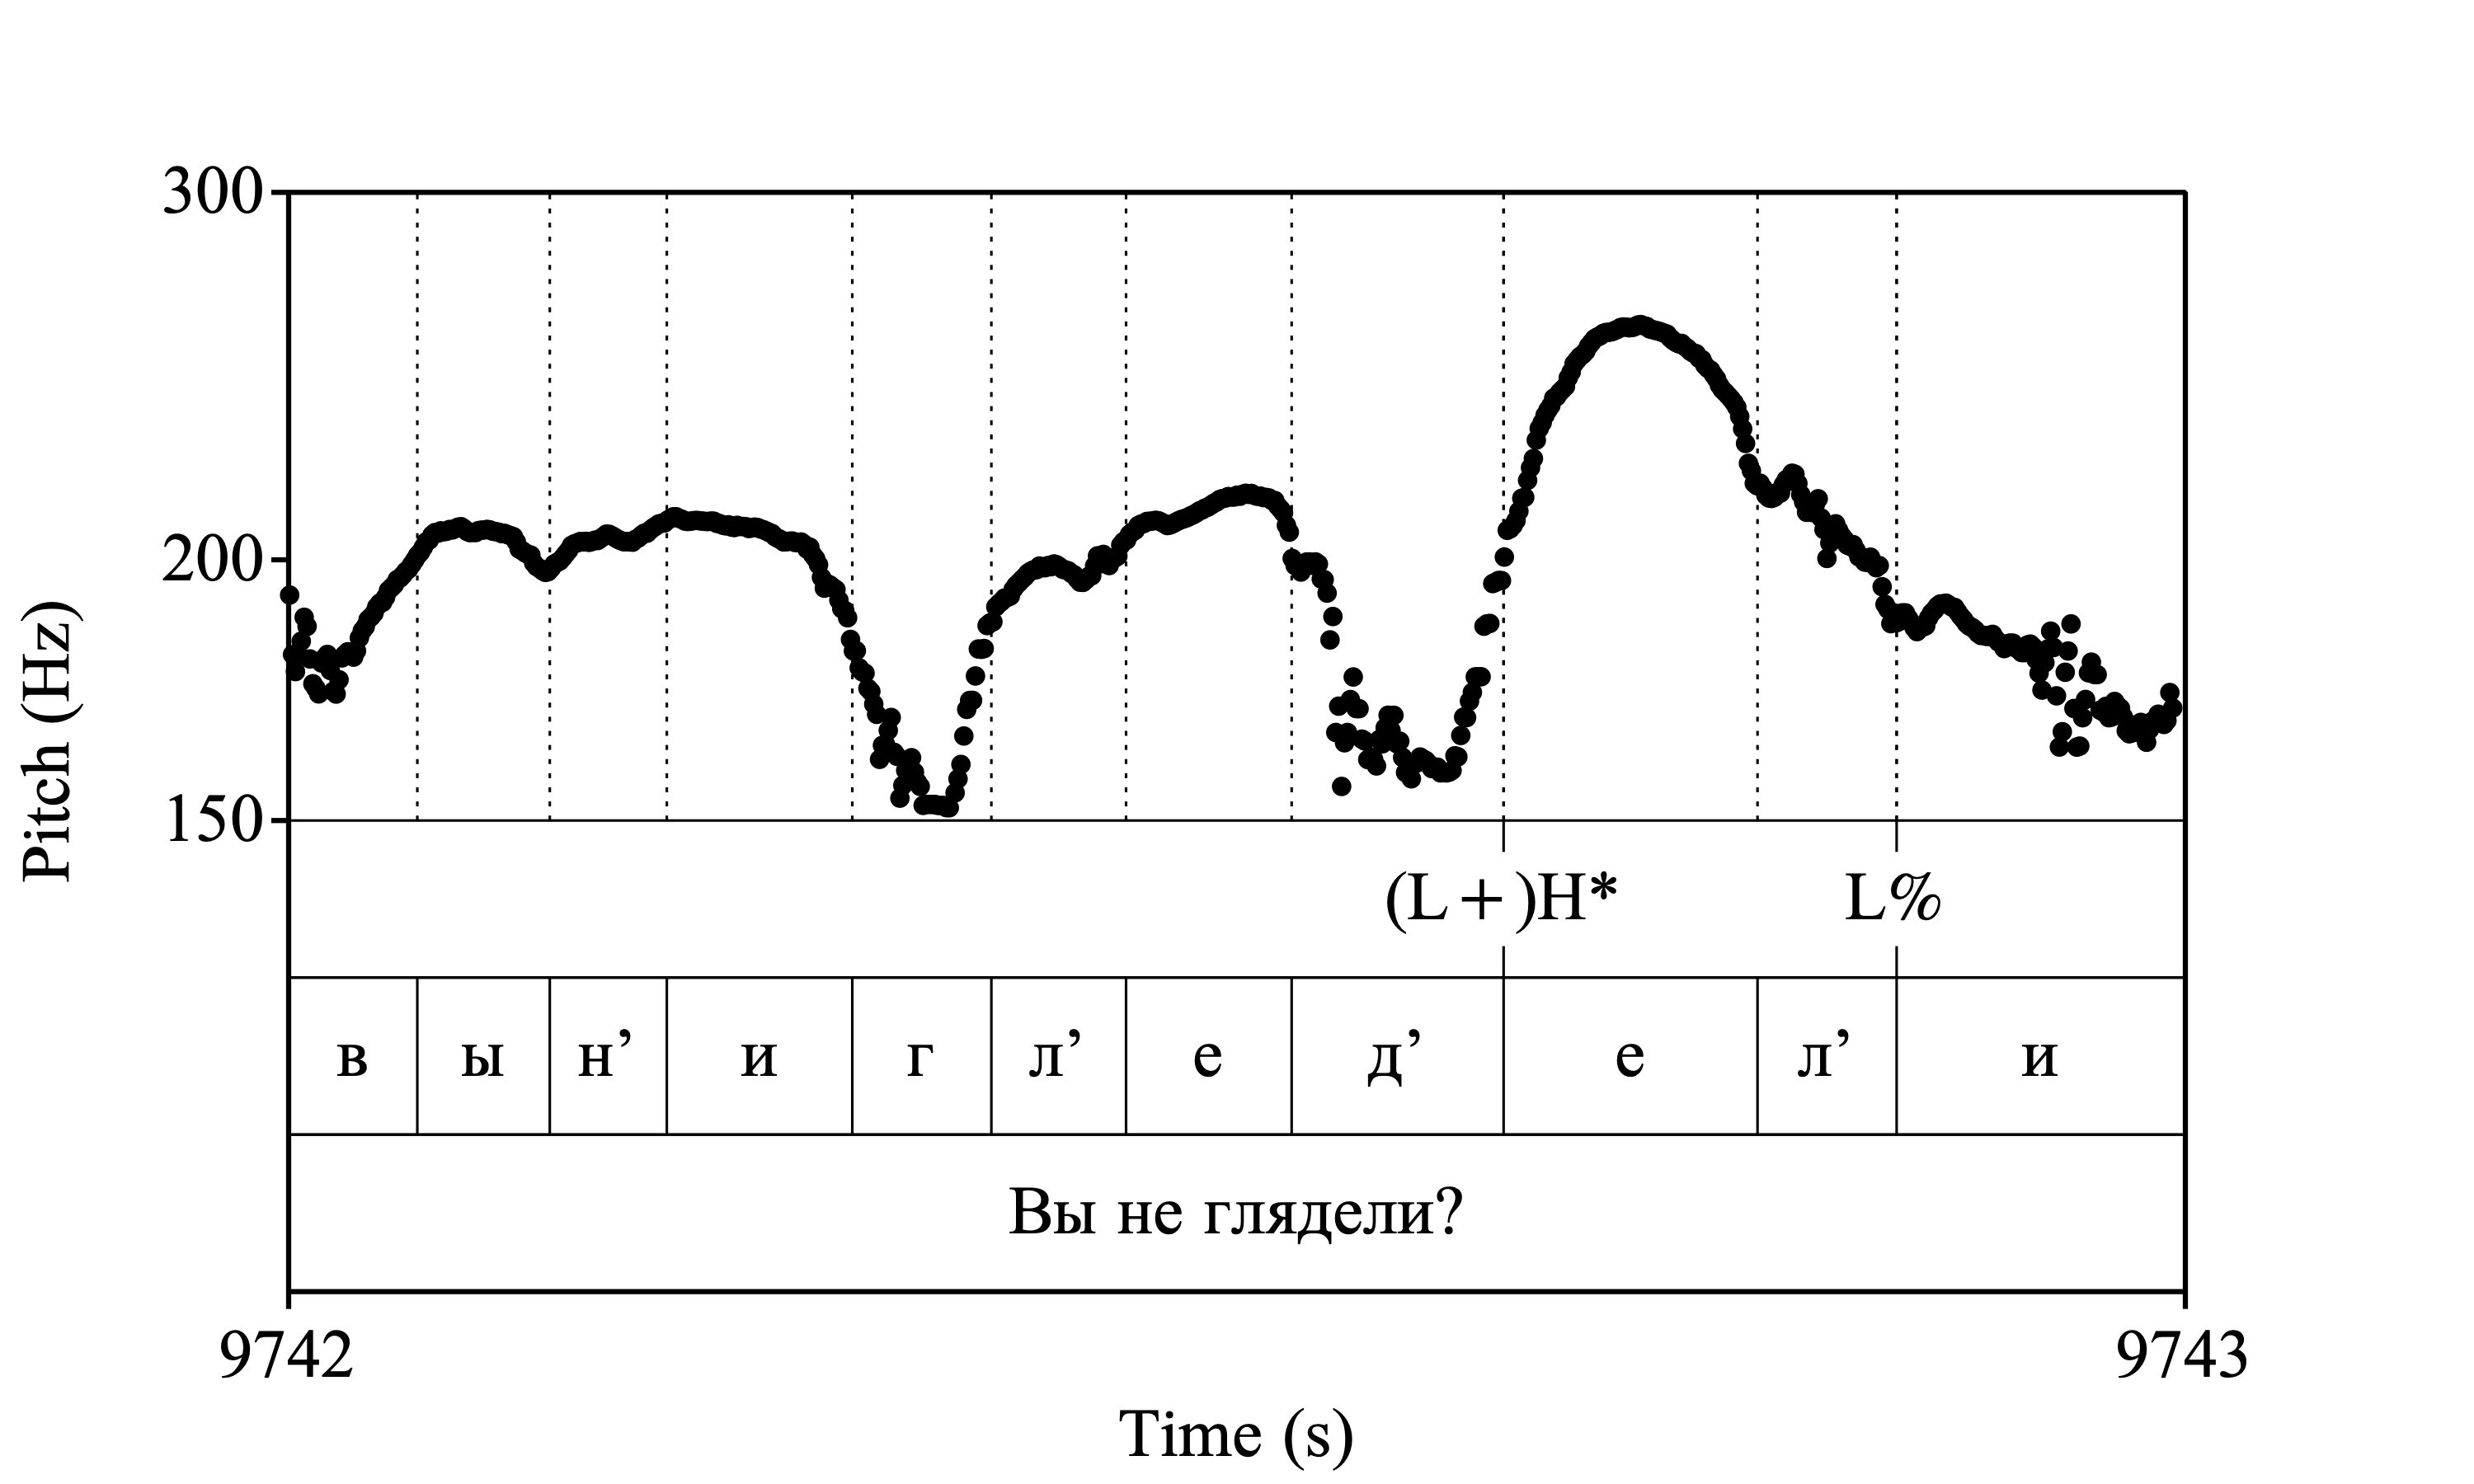 300
200
150
Pitch (Hz)
(L + )H* L%
в ы н’ и г л’ е д’ е л’ и
Вы не глядели?
9742 9743
Time (s)